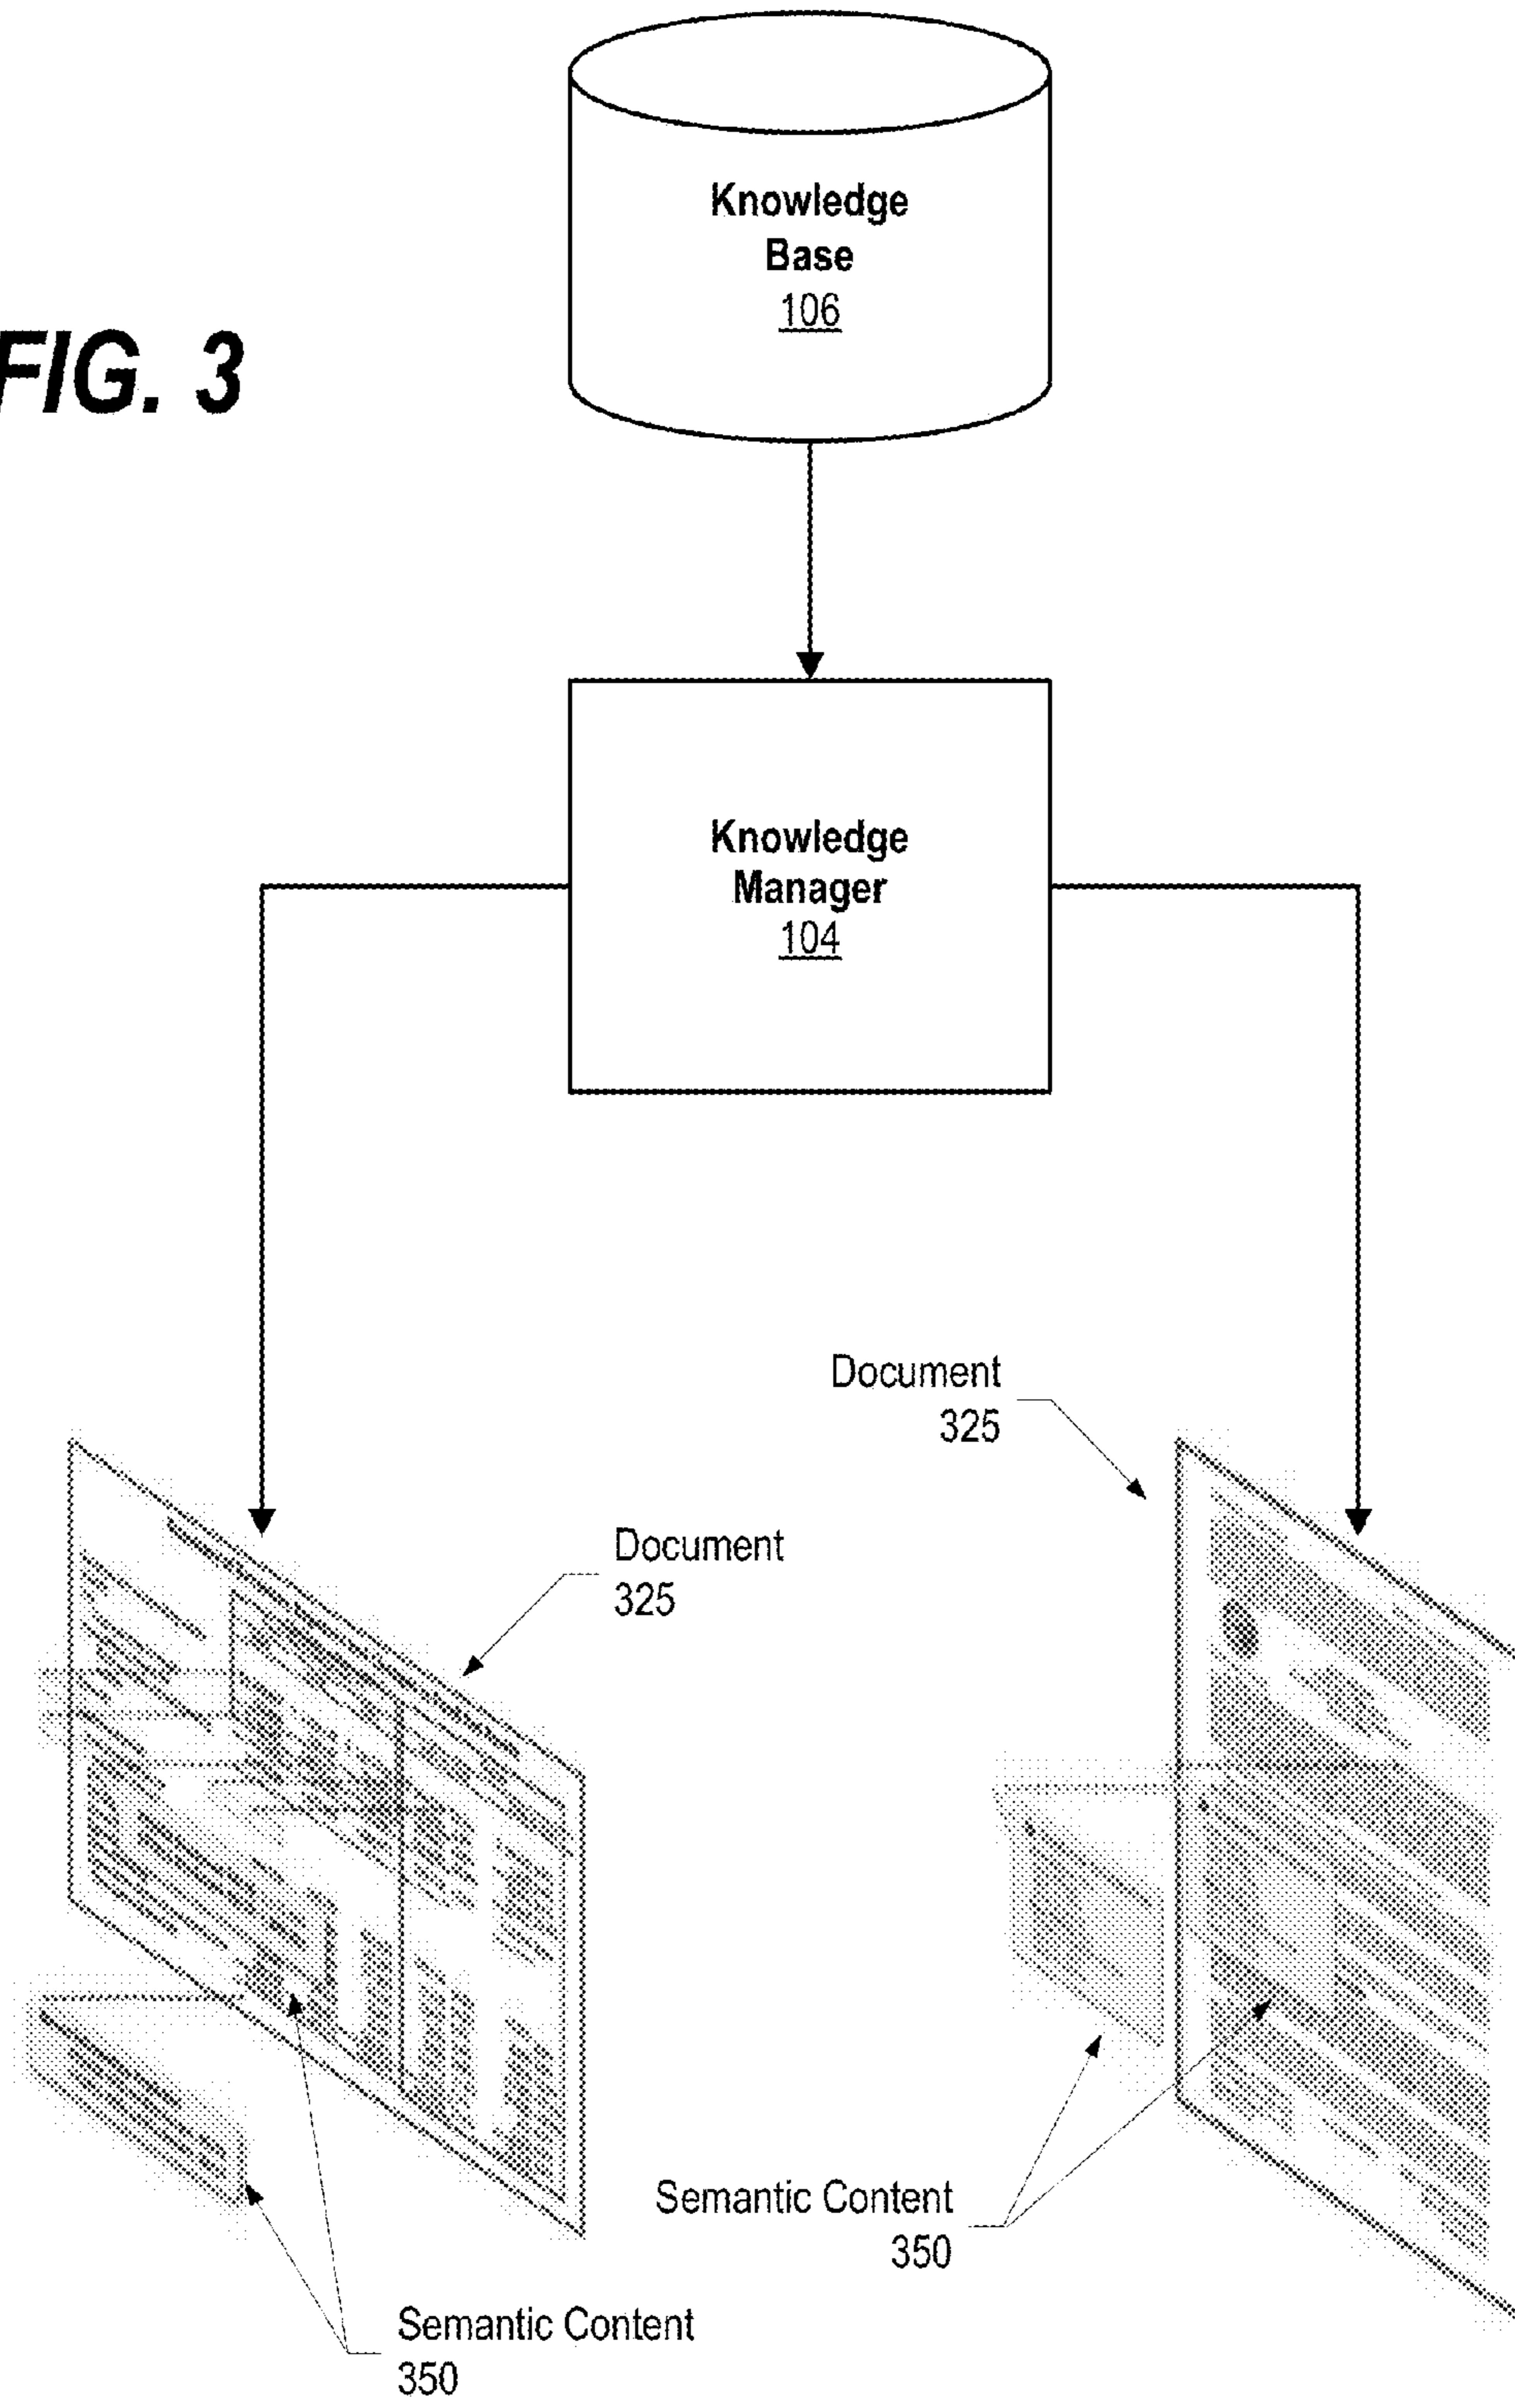 Knowledge
Base
106
FIG. 3
Knowledge
Manager
104
Document
325
Document
325
Semantic Content
350
Semantic Content
350